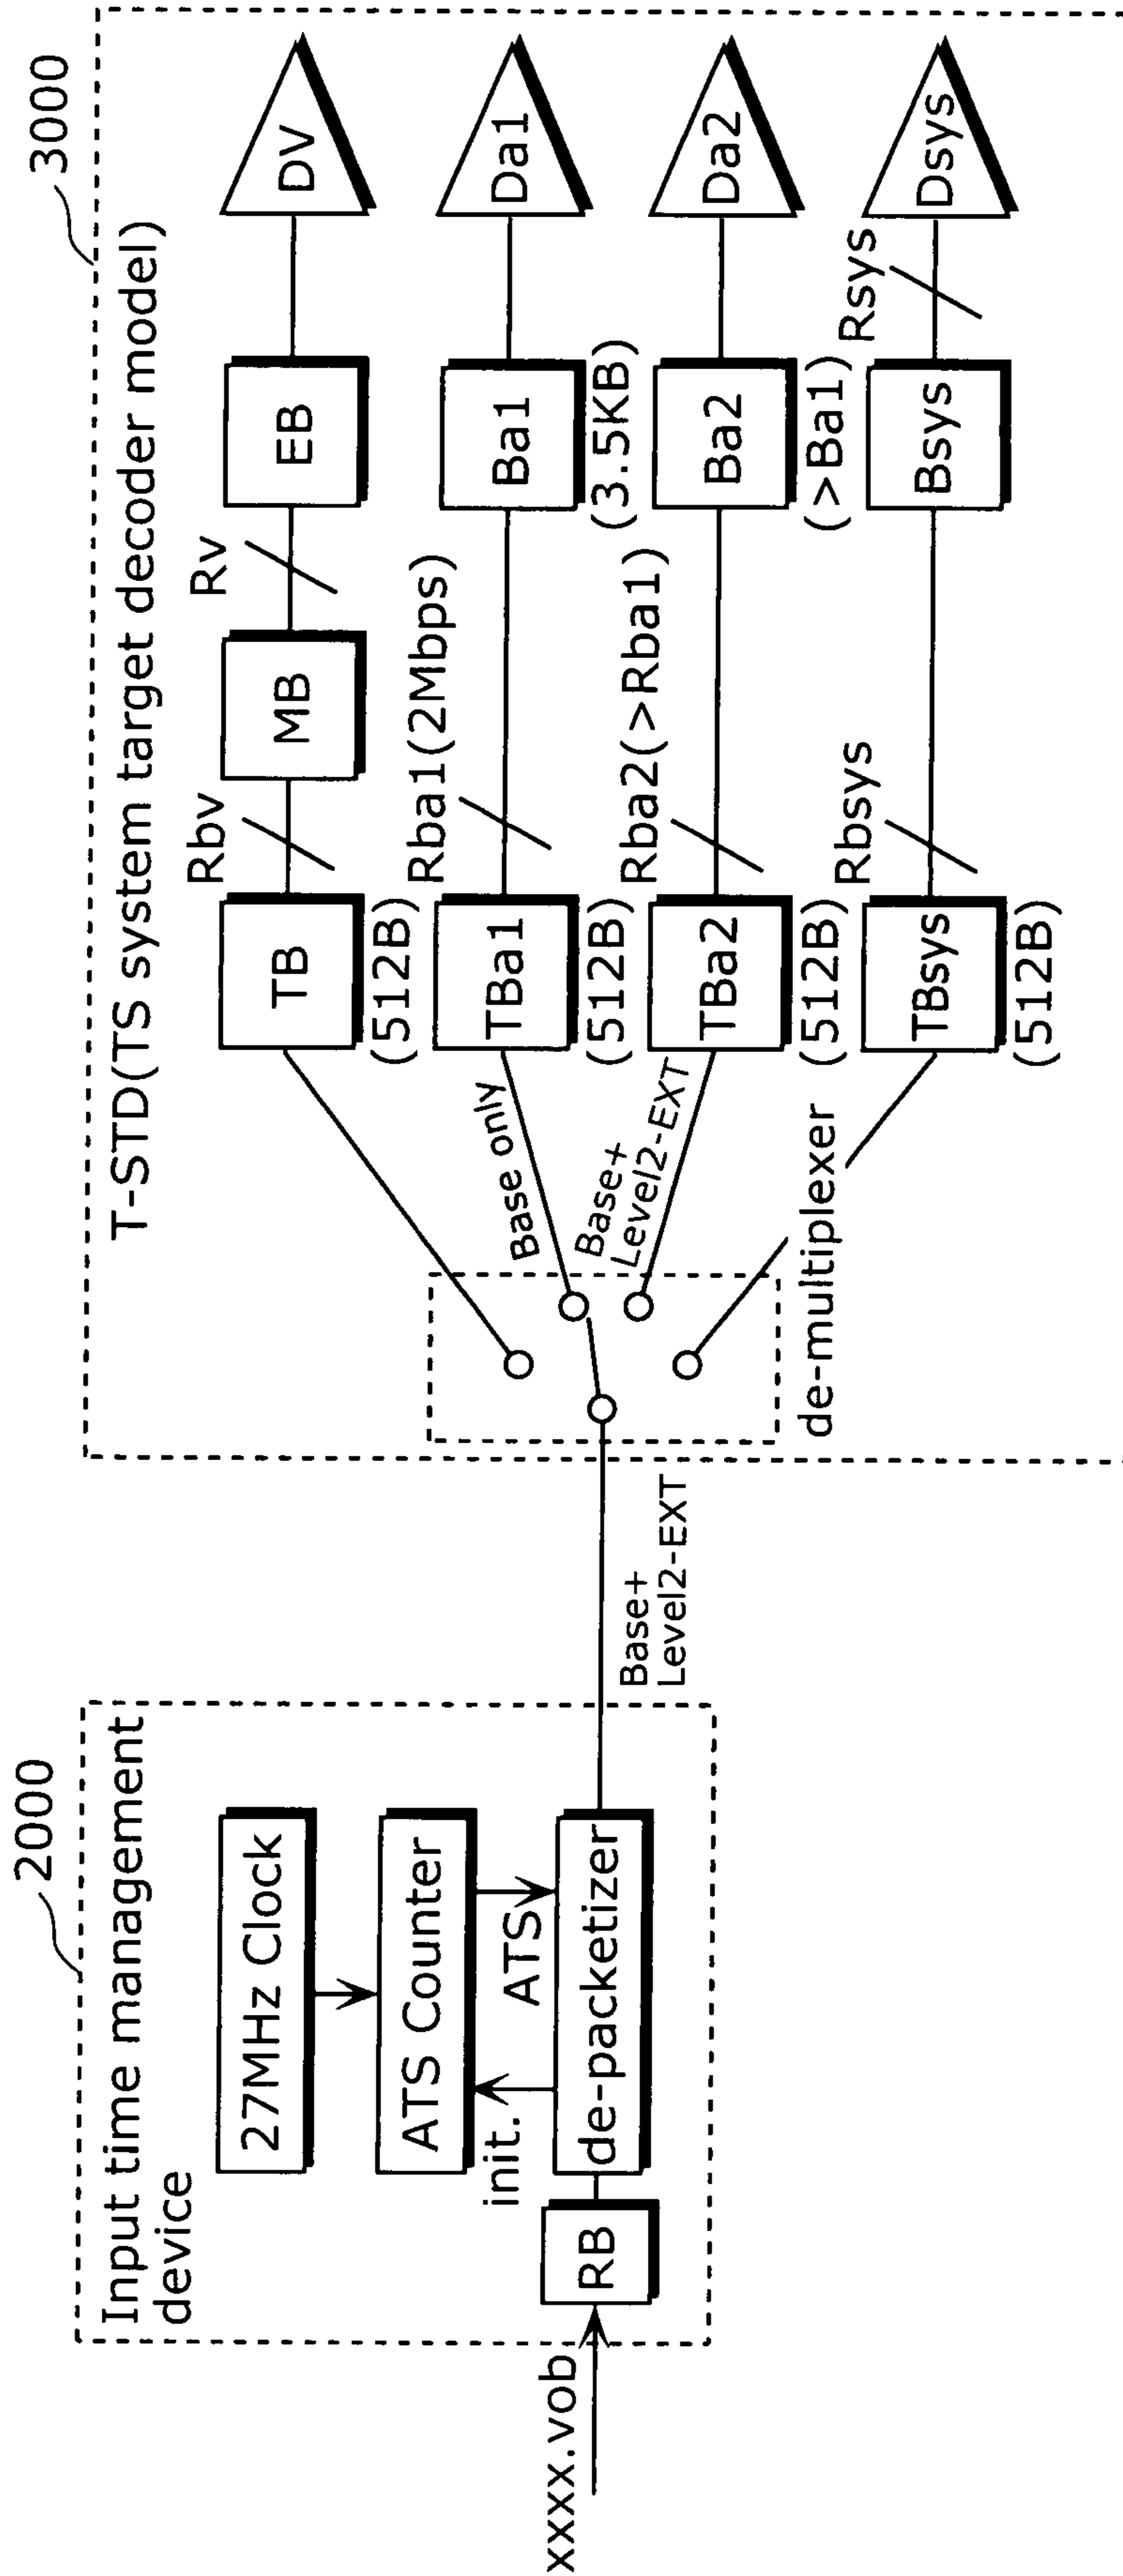 2000
Input time management
device
27MHz Clock
ATS Counter
init.
ATS
xxxx.vob
RB
de-packetizer
Base+
Level2-EXT
3000
T-STD(TS system target decoder model)
de-multiplexer
TB
(512B)
Rbv
MB
Rv
EB
DV
Base only
TBa1
(512B)
Rba1(2Mbps)
Ba1
(3.5KB)
Da1
Base+
Level2-EXT
TBa2
(512B)
Rba2(>Rba1)
Ba2
(>Ba1)
Da2
TBsys
(512B)
Rbsys
Bsys
Rsys
Dsys